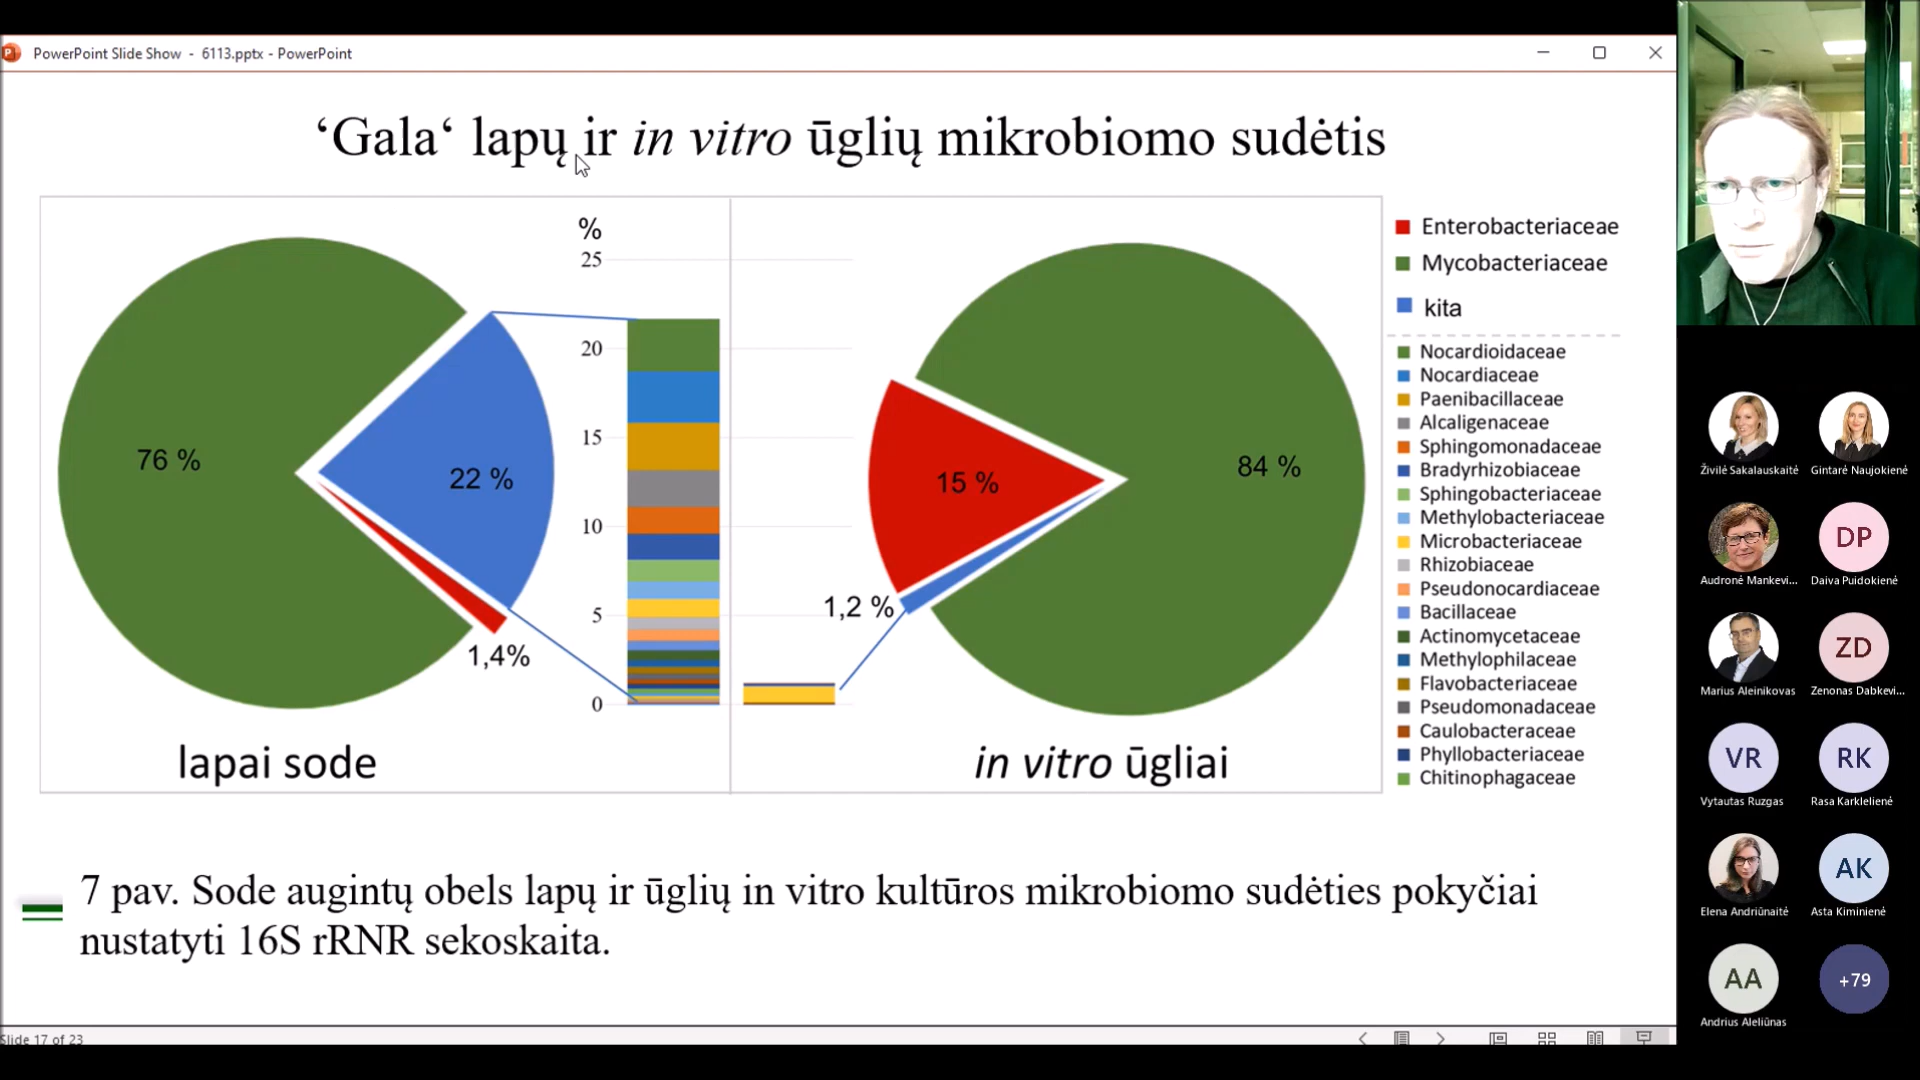 PowerPoint Slide Show - 6113.pptx - PowerPoint
‘Gala‘ lapų ir in vitro ūglių mikrobiomo sudėtis
%
25
20
15
10
5
0
76 %
22 %
1,4%
lapai sode
15 %
84 %
1,2 %
in vitro ūgliai
Enterobacteriaceae
Mycobacteriaceae
kita
Nocardioidaceae
Nocardiaceae
Paenibacillaceae
Alcaligenaceae
Sphingomonadaceae
Bradyrhizobiaceae
Sphingobacteriaceae
Methylobacteriaceae
Microbacteriaceae
Rhizobiaceae
Pseudonocardiaceae
Bacillaceae
Actinomycetaceae
Methylophilaceae
Flavobacteriaceae
Pseudomonadaceae
Caulobacteraceae
Phyllobacteriaceae
Chitinophagaceae
7 pav. Sode augintų obels lapų ir ūglių in vitro kultūros mikrobiomo sudėties pokyčiai
nustatyti 16S rRNR sekoskaita.
Slide 17 of 23
Živilė Sakalauskaitė
Gintarė Naujokienė
Audronė Mankevi...
DP
Daiva Puidokienė
Marius Aleinikovas
ZD
Zenonas Dabkevi...
VR
Vytautas Ruzgas
RK
Rasa Karklelienė
Elena Andriūnaitė
AK
Asta Kiminienė
AA
Andrius Aleliūnas
+79